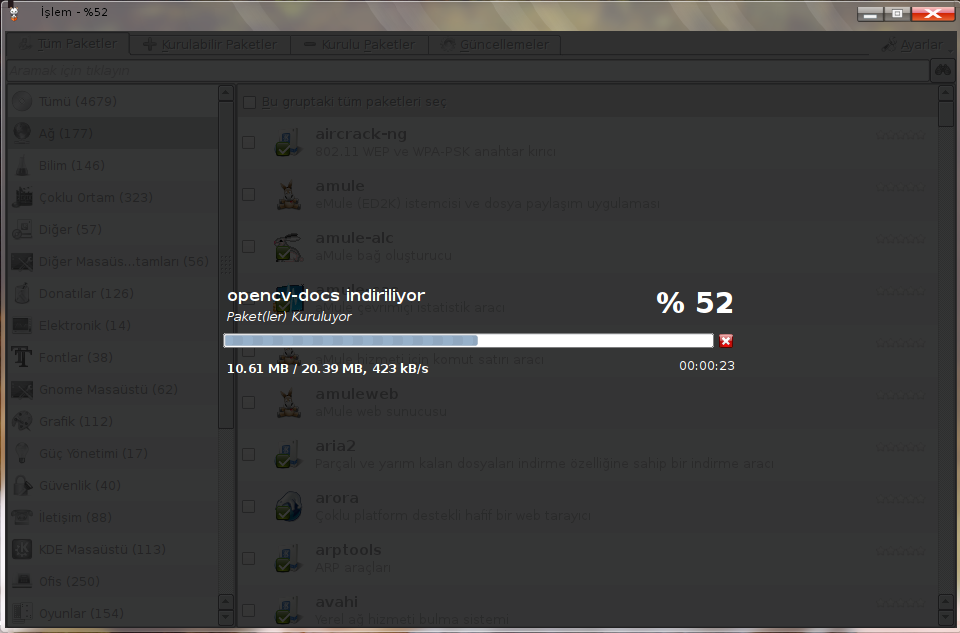 İşlem - %52
Tüm Paketler
Kurulabilir Paketler
Kurulu Paketler
Güncellemeler
Ayarlar
Aramak için tıklayın
Tümü (4679)
Ağ (177)
Bilim (146)
Çoklu Ortam (323)
Diğer (57)
Diğer Masaüs...tamları (56)
Donatılar (126)
Elektronik (14)
Fontlar (38)
Gnome Masaüstü (62)
Grafik (112)
Güç Yönetimi (17)
Güvenlik (40)
İletişim (88)
KDE Masaüstü (113)
Ofis (250)
Oyunlar (154)
Bu gruptaki tüm paketleri seç
aircrack-ng
802.11 WEP ve WPA-PSK anahtar kırıcı
amule
eMule (ED2K) istemcisi ve dosya paylaşım uygulaması
amule-alc
aMule bağ oluşturucu
aMule çevrimiçi istatistik aracı
opencv-docs indiriliyor
Paket(ler) Kuruluyor
% 52
10.61 MB / 20.39 MB, 423 kB/s
00:00:23
aMule hizmeti için komut satırı aracı
amuleweb
aMule web sunucusu
aria2
Parçalı ve yarım kalan dosyaları indirme özelliğine sahip bir indirme aracı
arora
Çoklu platform destekli hafif bir web tarayıcı
arptools
ARP araçları
avahi
Yerel ağ hizmeti bulma sistemi